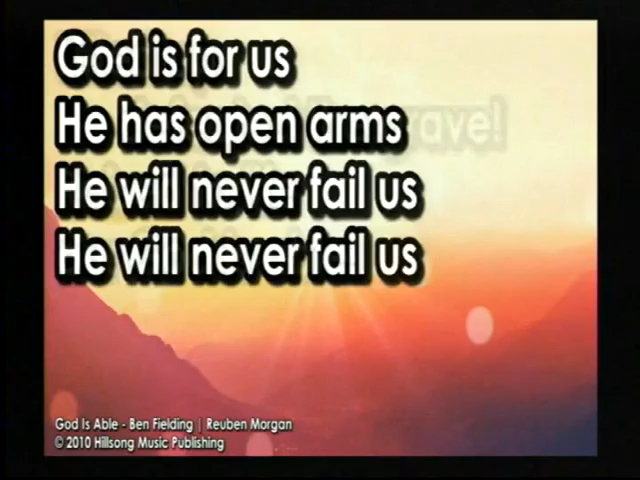 God is for us
He has open arms
He will never fail us
He will never fail us
God Is Able - Ben Fielding | Reuben Morgan
© 2010 Hillsong Music Publishing